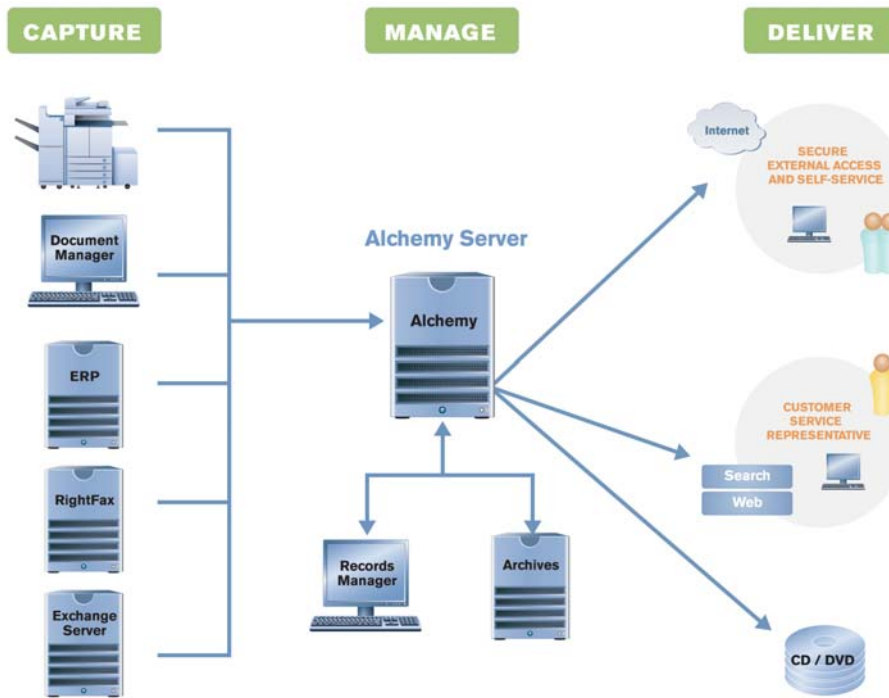 CAPTURE
MANAGE
DELIVER
Document
Manager
ERP
RightFax
Exchange
Server
Alchemy Server
Alchemy
Records
Manager
Archives
Internet
SECURE
EXTERNAL ACCESS
AND SELF-SERVICE
CUSTOMER
SERVICE
REPRESENTATIVE
Search
Web
CD / DVD